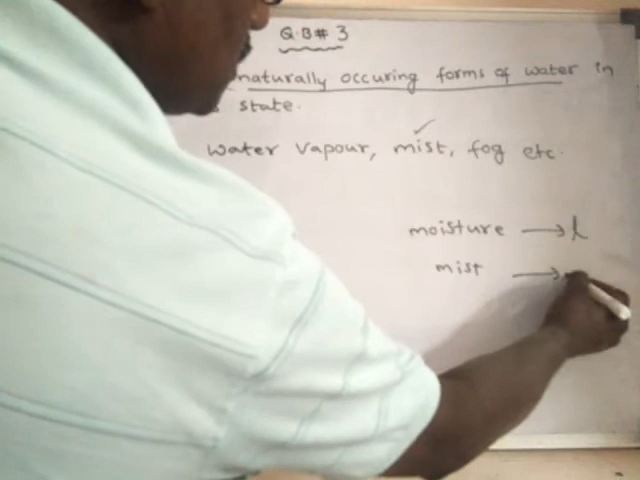 Q.B# 3
naturally occuring forms of water in
state.
water vapour, mist, fog etc.
moisture → l
mist →